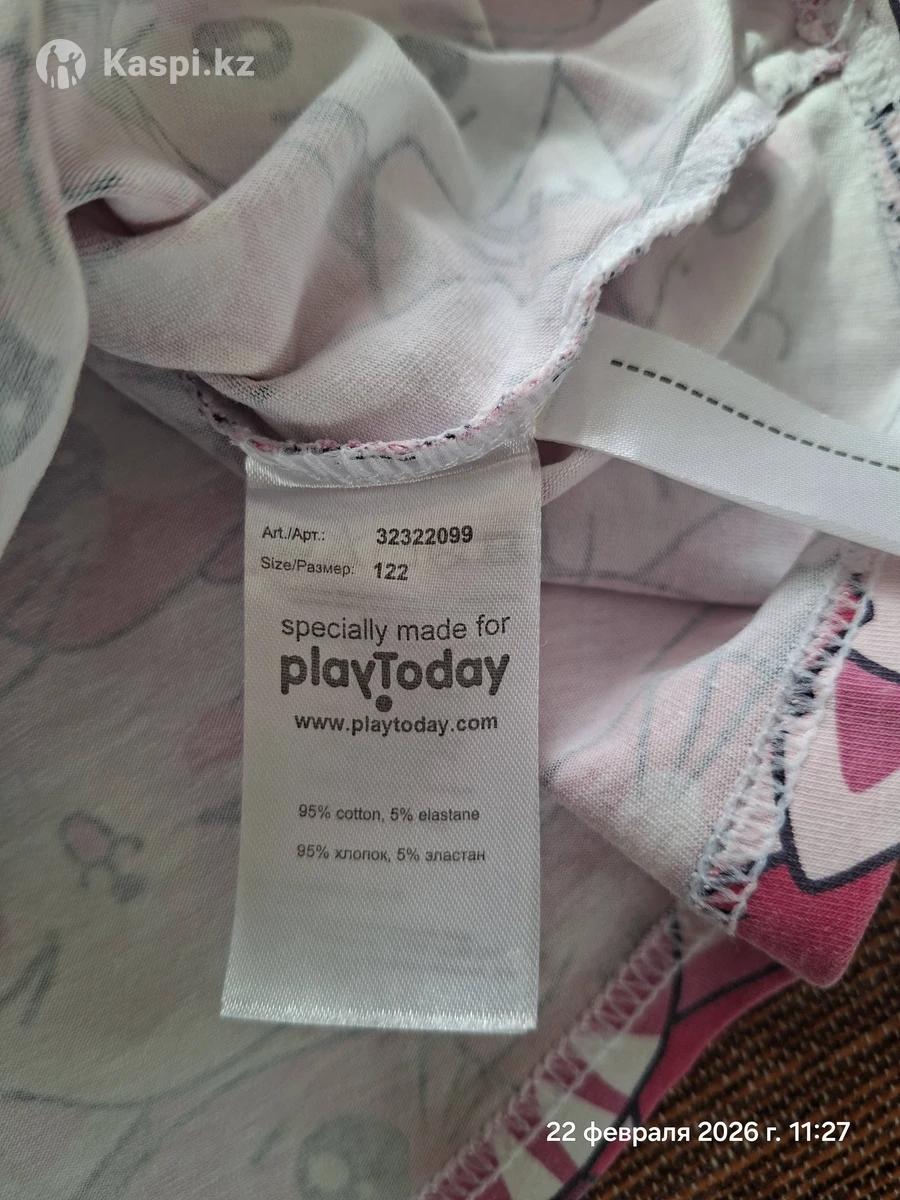 Kaspi.kz
Art./Арт.: 32322099
Size/Размер: 122
specially made for
playToday
www.playtoday.com
95% cotton, 5% elastane
95% хлопок, 5% эластан
22 февраля 2026 г. 11:27